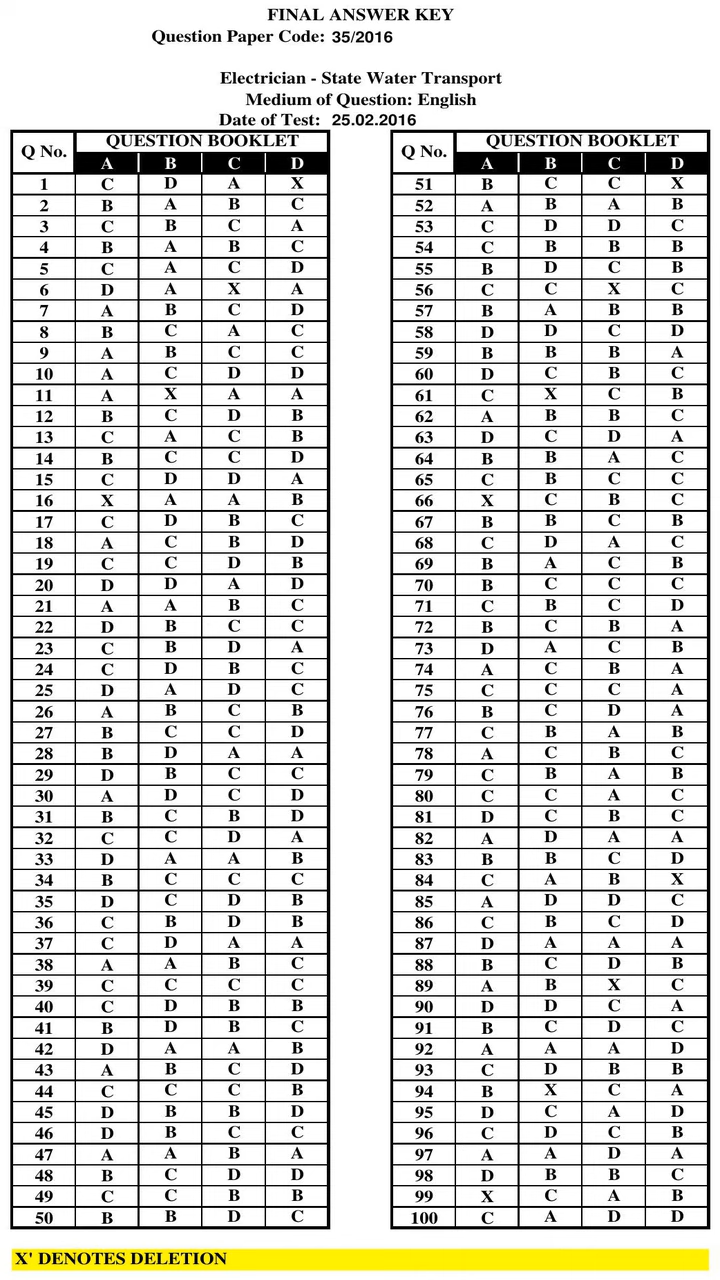 FINAL ANSWER KEY
Question Paper Code: 35/2016
Electrician - State Water Transport
Medium of Question: English
Date of Test: 25.02.2016
Q No. QUESTION BOOKLET
A B C D
1 C D A X
2 B A B C
3 C B C A
4 B A B C
5 C A C D
6 D A X A
7 A B C D
8 B C A C
9 A B C C
10 A C D D
11 A X A A
12 B C D B
13 C A C B
14 B C C D
15 C D D A
16 X A A B
17 C D B C
18 A C B D
19 C C D B
20 D D A D
21 A A B C
22 D B C C
23 C B D A
24 C D B C
25 D A D C
26 A B C B
27 B C C D
28 B D A A
29 D B C C
30 A D C D
31 B C B D
32 C C D A
33 D A A B
34 B C C C
35 D C D B
36 C B D B
37 C D A A
38 A A B C
39 C C C C
40 C D B B
41 B D B C
42 D A A B
43 A B C D
44 C C C B
45 D B B D
46 D B C C
47 A A B A
48 B C D D
49 C C B B
50 B B D C
Q No. QUESTION BOOKLET
A B C D
51 B C C X
52 A B A B
53 C D D C
54 C B B B
55 B D C B
56 C C X C
57 B A B B
58 D D C D
59 B B B A
60 D C B C
61 C X C B
62 A B B C
63 D C D A
64 B B A C
65 C B C C
66 X C B C
67 B B C B
68 C D A C
69 B A C B
70 B C C C
71 C B C D
72 B C B A
73 D A C B
74 A C B A
75 C C C A
76 B C D A
77 C B A B
78 A C B C
79 C B A B
80 C C A C
81 D C B C
82 A D A A
83 B B C D
84 C A B X
85 A D D C
86 C B C D
87 D A A A
88 B C D B
89 A B X C
90 D D C A
91 B C D C
92 A A A D
93 C D B B
94 B X C A
95 D C A D
96 C D C B
97 A A D A
98 D B B C
99 X C A B
100 C A D D
X' DENOTES DELETION